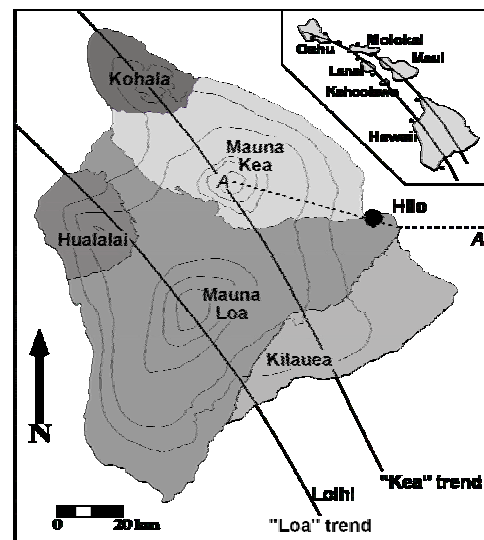 Oahu
Molokai
Maui
Lanai
Kahoolawe
Hawaii
Kohala
Mauna
Kea
A
Hilo
A
Hualalai
Mauna
Loa
Kilauea
N
Loihi
"Kea" trend
0 20 km
"Loa" trend